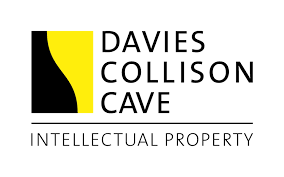 DAVIES
COLLISON
CAVE
INTELLECTUAL PROPERTY